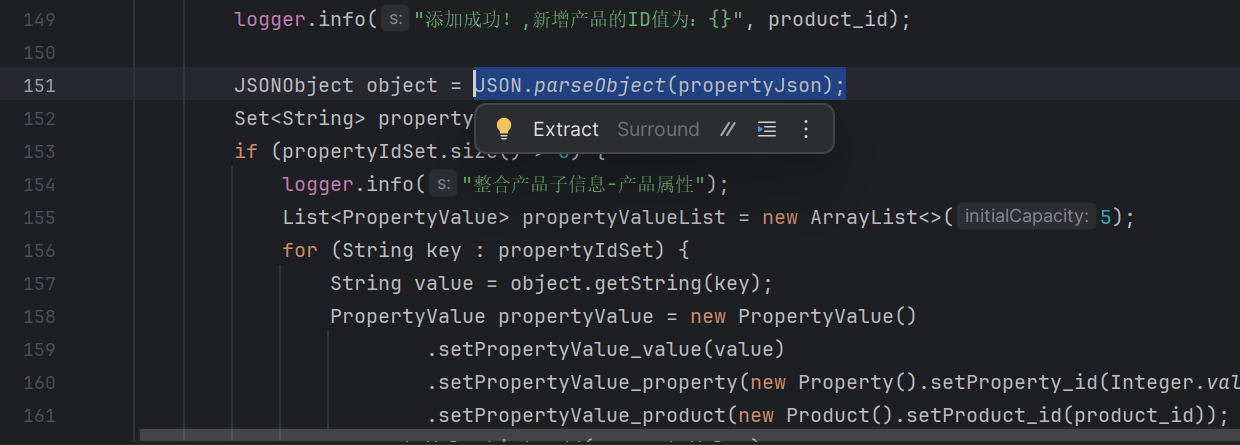 149 logger.info( s: "添加成功！,新增产品的ID值为：{}", product_id);
150
151 JSONObject object = JSON.parseObject(propertyJson);
152 Set<String> property
Extract Surround //
153 if (propertyIdSet.size() > 0) {
154 logger.info( s: "整合产品子信息-产品属性");
155 List<PropertyValue> propertyValueList = new ArrayList<>( initialCapacity: 5);
156 for (String key : propertyIdSet) {
157 String value = object.getString(key);
158 PropertyValue propertyValue = new PropertyValue()
159 .setPropertyValue_value(value)
160 .setPropertyValue_property(new Property().setProperty_id(Integer.val
161 .setPropertyValue_product(new Product().setProduct_id(product_id));